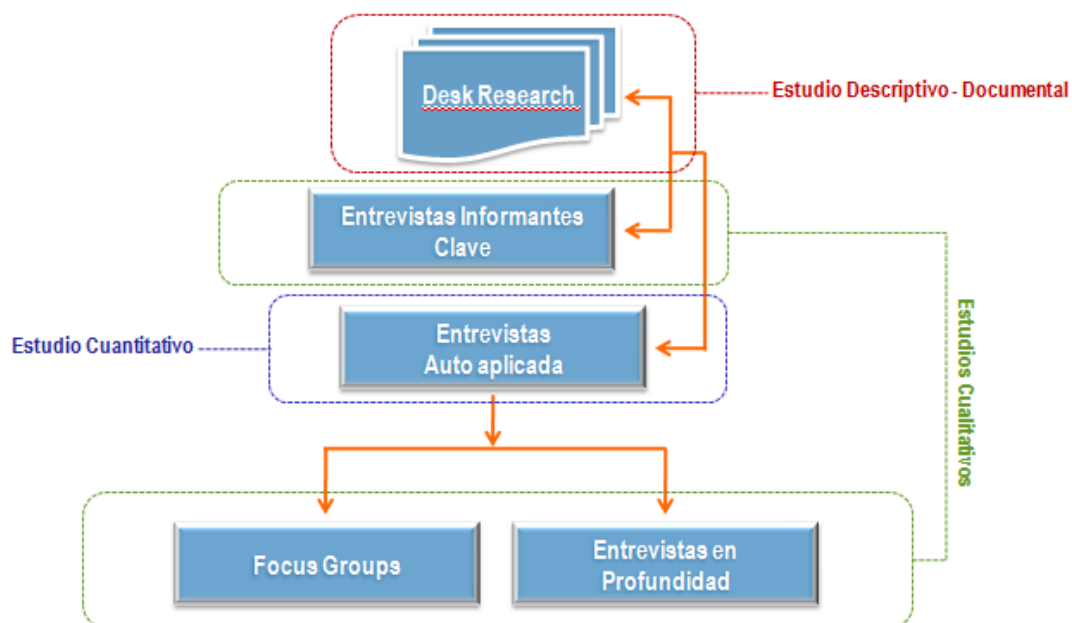 Desk Research
Estudio Descriptivo - Documental
Entrevistas Informantes
Clave
Estudio Cuantitativo
Entrevistas
Auto aplicada
Estudios Cualitativos
Focus Groups
Entrevistas en
Profundidad